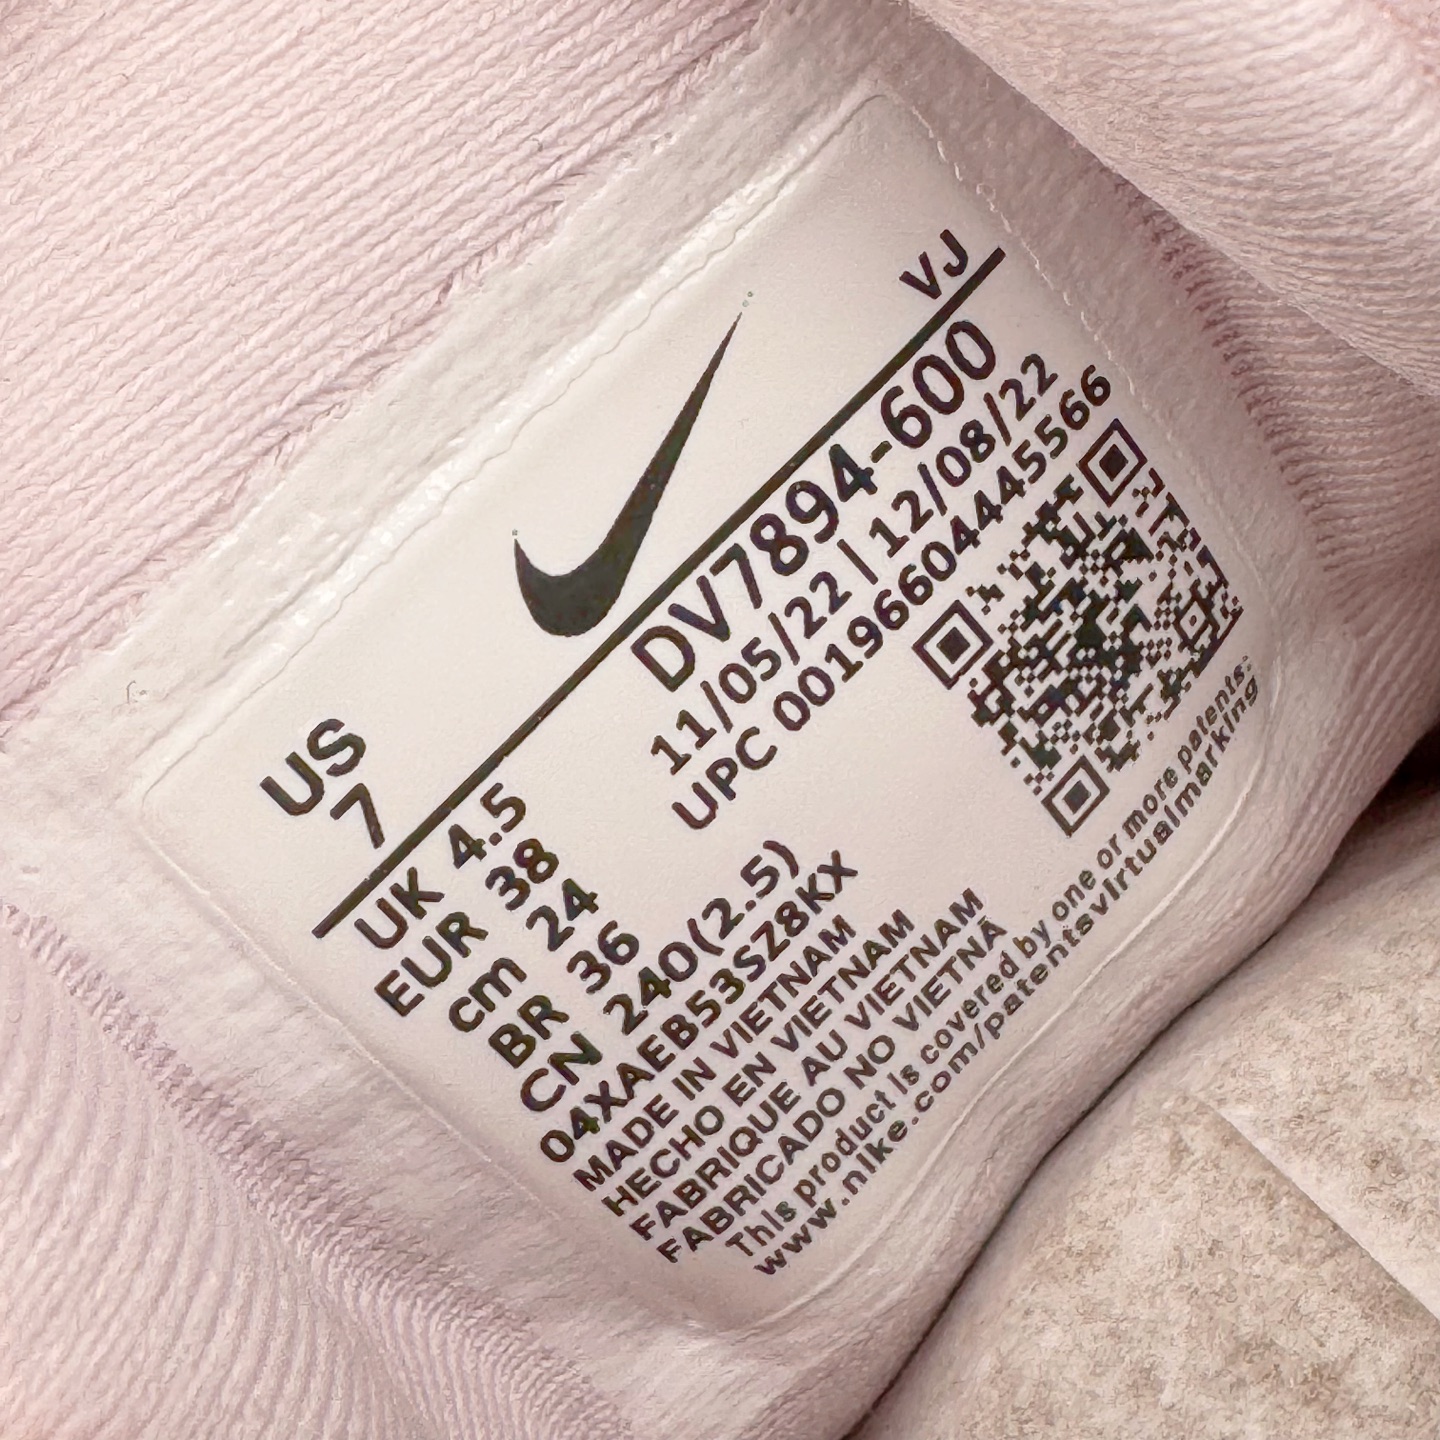 VJ
US
7
DV7894-600
11/05/22 | 12/08/22
UPC 00196604445566
UK 4.5
EUR 38
cm 24
BR 36
CN 240(2.5)
04XAEB53SZ8KX
MADE IN VIETNAM
HECHO EN VIETNAM
FABRIQUE AU VIETNAM
FABRICADO NO VIETNÃ
This product is covered by one or more patents:
www.nike.com/patentsvirtualmarking